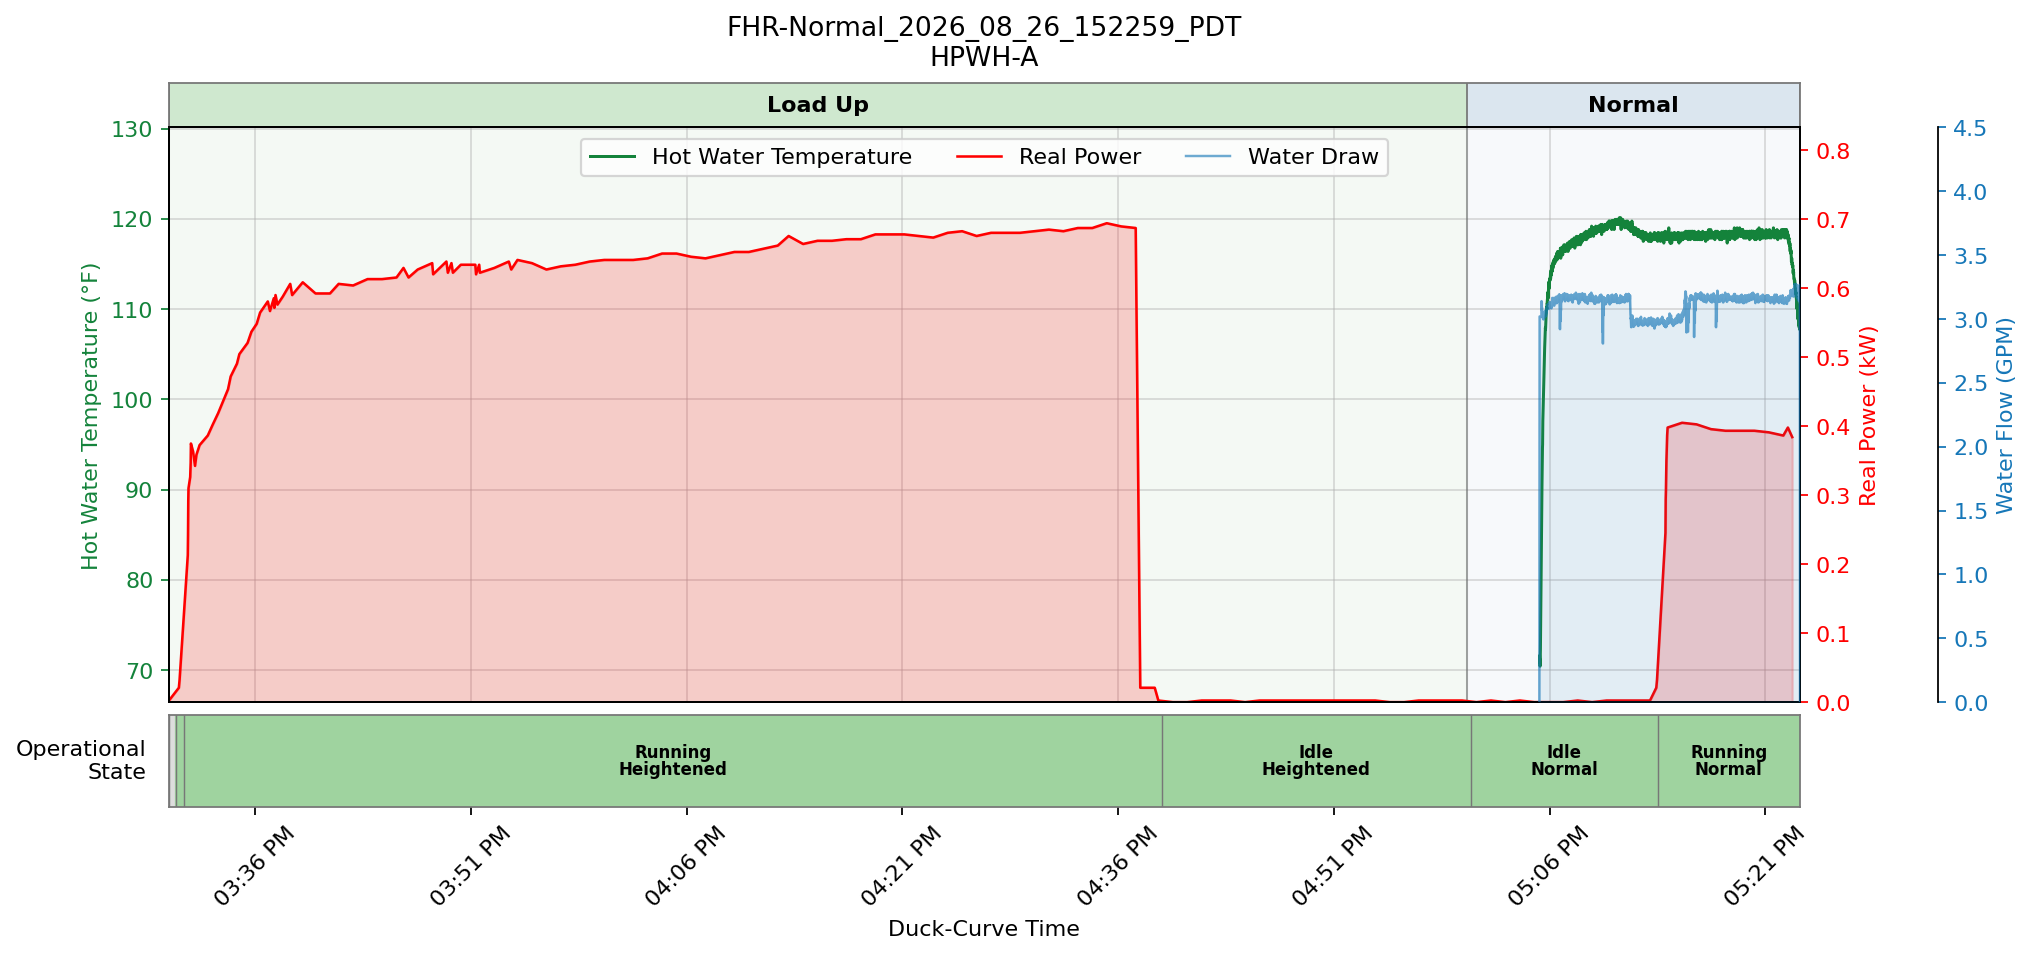 FHR-Normal_2026_08_26_152259_PDT
HPWH-A
Load Up
Normal
Hot Water Temperature
Real Power
Water Draw
Hot Water Temperature (°F)
130
120
110
100
90
80
70
Real Power (kW)
0.8
0.7
0.6
0.5
0.4
0.3
0.2
0.1
0.0
Water Flow (GPM)
4.5
4.0
3.5
3.0
2.5
2.0
1.5
1.0
0.5
0.0
Operational
State
Running
Heightened
Idle
Heightened
Idle
Normal
Running
Normal
03:36 PM
03:51 PM
04:06 PM
04:21 PM
04:36 PM
04:51 PM
05:06 PM
05:21 PM
Duck-Curve Time